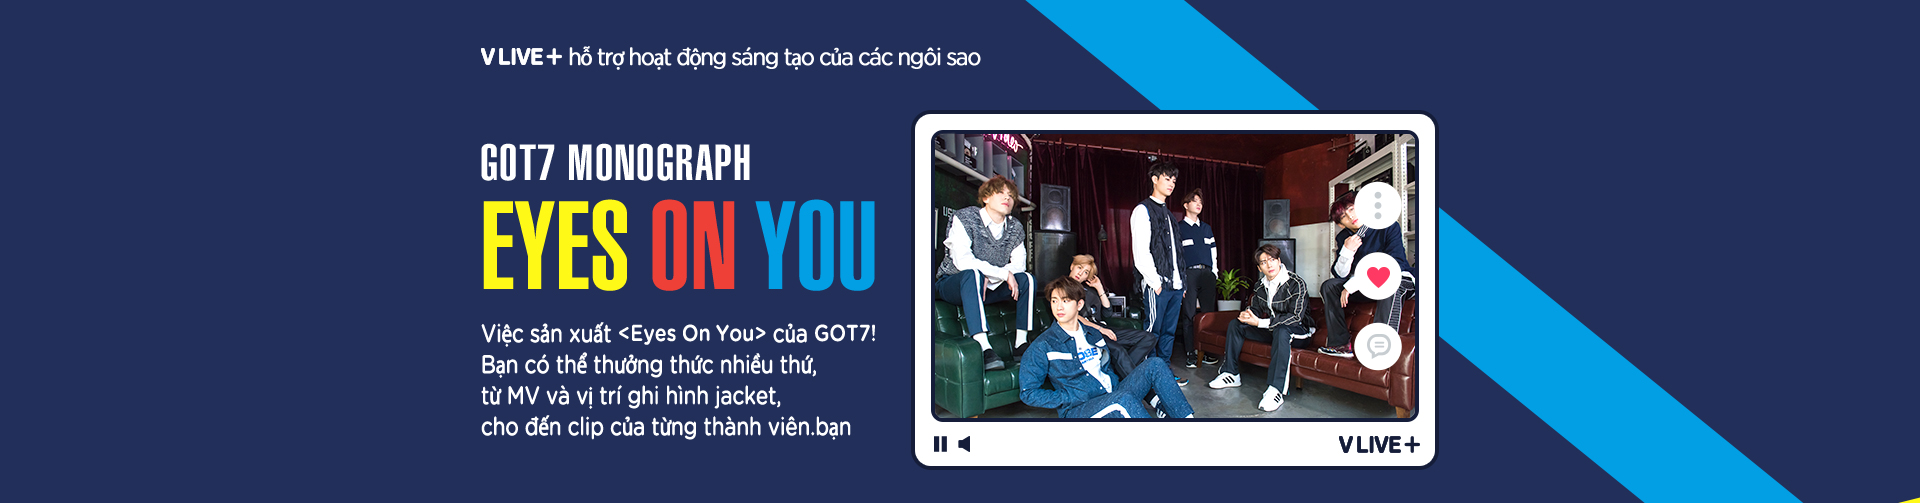 V LIVE+ hỗ trợ hoạt động sáng tạo của các ngôi sao
GOT7 MONOGRAPH
EYES ON YOU
Việc sản xuất <Eyes On You> của GOT7!
Bạn có thể thưởng thức nhiều thứ,
từ MV và vị trí ghi hình jacket,
cho đến clip của từng thành viên.bạn
V LIVE+